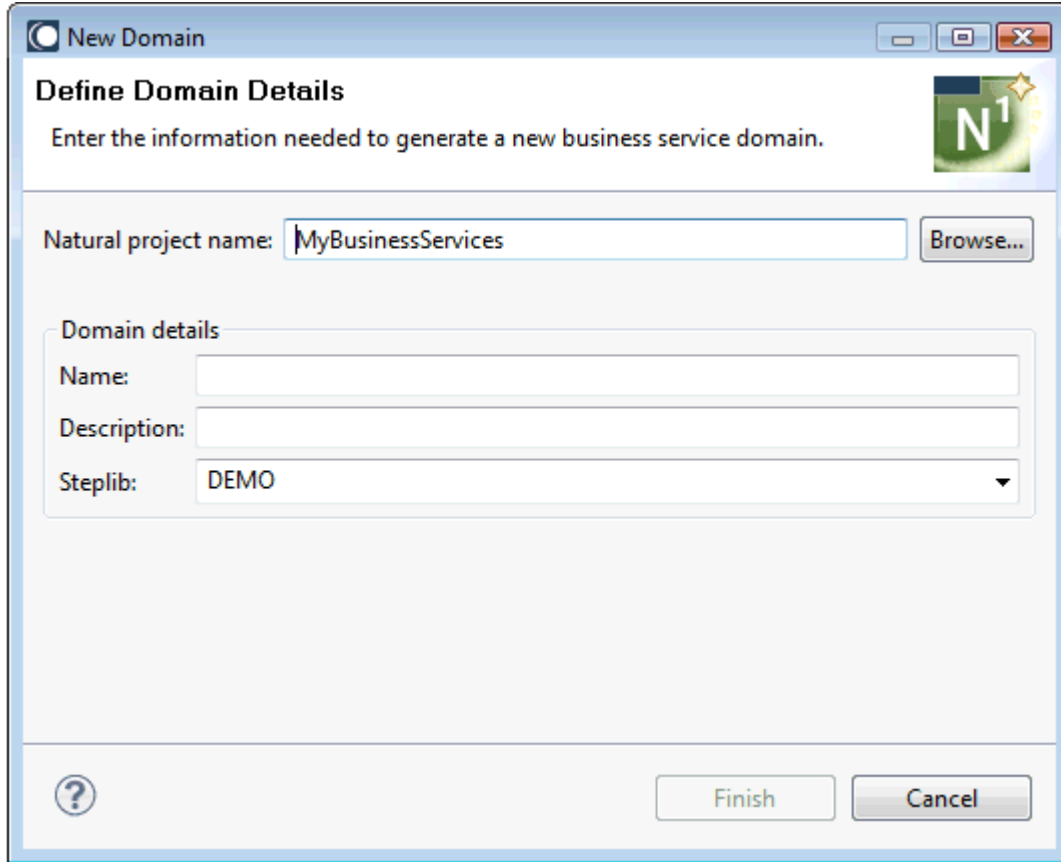 New Domain
Define Domain Details
Enter the information needed to generate a new business service domain.
N1
Natural project name: MyBusinessServices Browse...
Domain details
Name:
Description:
Steplib: DEMO
? Finish Cancel